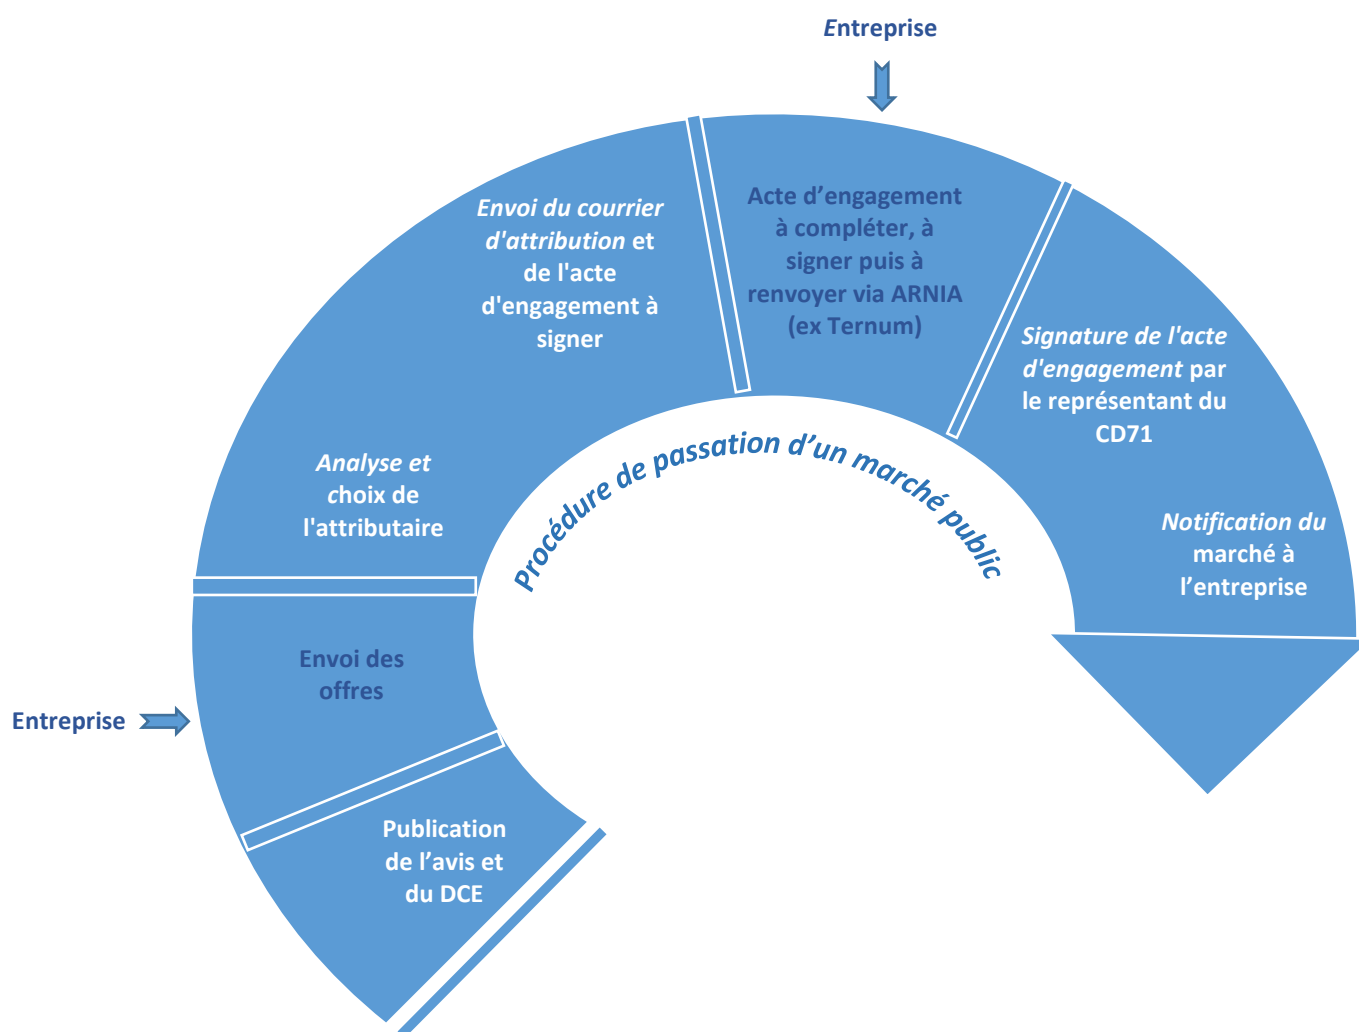 Entreprise
Envoi du courrier
d'attribution et
de l'acte
d'engagement à
signer
Acte d’engagement
à compléter, à
signer puis à
renvoyer via ARNIA
(ex Ternum)
Signature de l'acte
d'engagement par
le représentant du
CD71
Analyse et
choix de
l'attributaire
Procédure de passation d’un marché public
Notification du
marché à
l’entreprise
Envoi des
offres
Entreprise
Publication
de l’avis et
du DCE